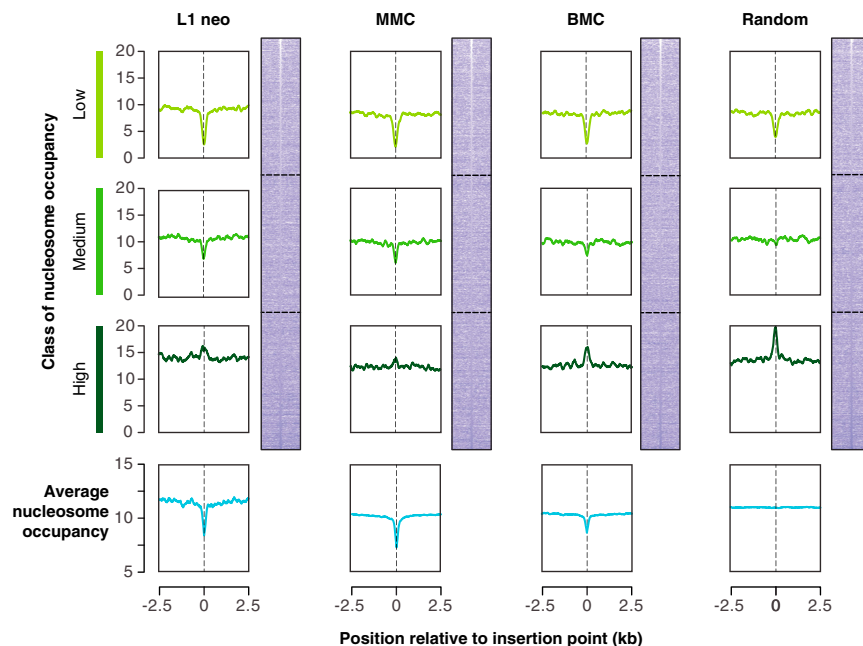 L1 neo MMC BMC Random
Class of nucleosome occupancy
Low
20
15
10
5
0
Medium
20
15
10
5
0
High
20
15
10
5
0
Average
nucleosome
occupancy
15
10
5
-2.5 0 2.5 -2.5 0 2.5 -2.5 0 2.5 -2.5 0 2.5
Position relative to insertion point (kb)